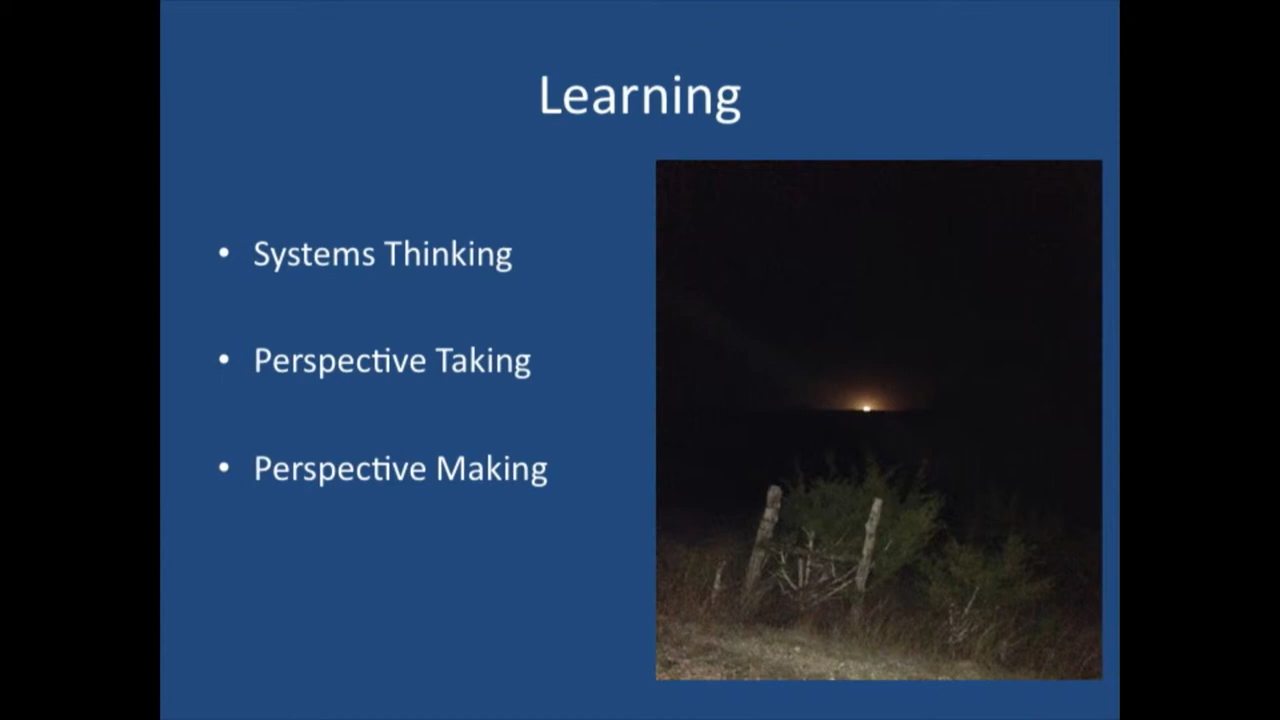 Learning
• Systems Thinking
• Perspective Taking
• Perspective Making